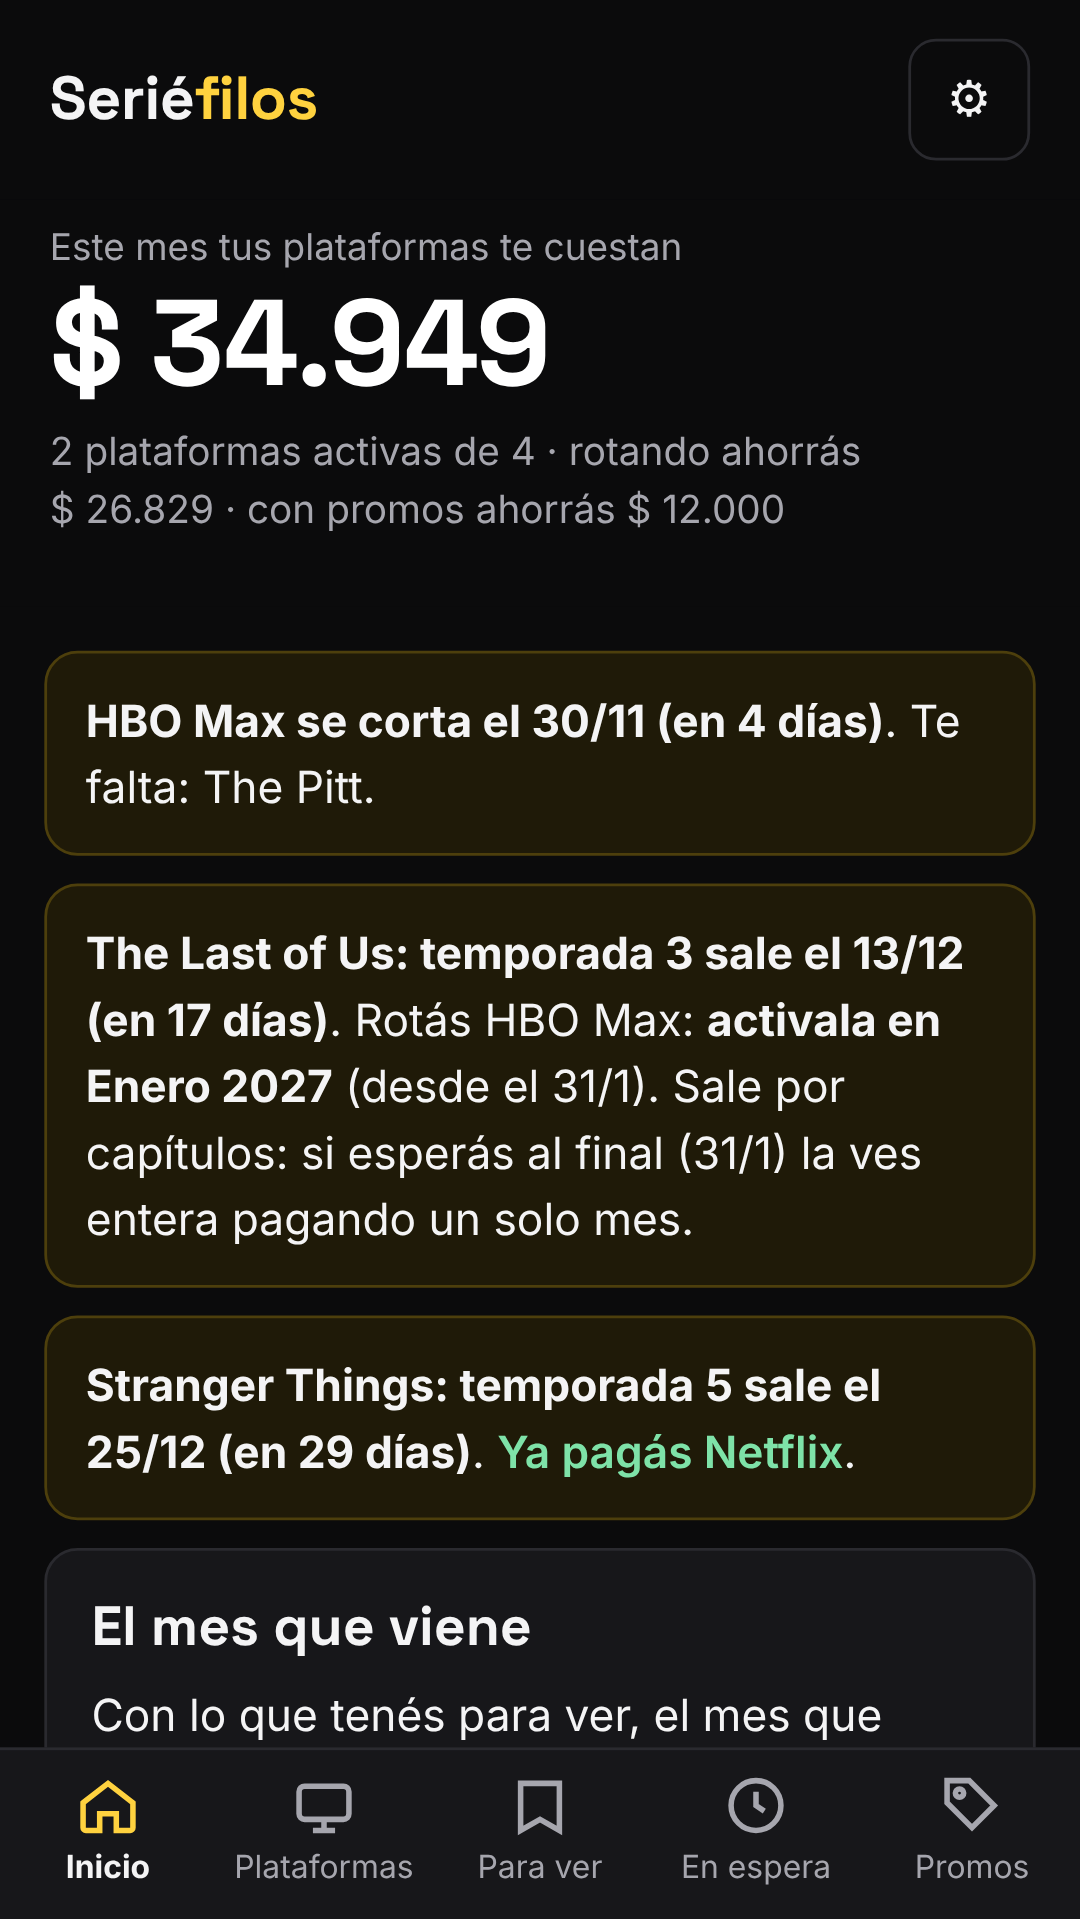 Seriéfilos
Este mes tus plataformas te cuestan
$ 34.949
2 plataformas activas de 4 · rotando ahorrás
$ 26.829 · con promos ahorrás $ 12.000
HBO Max se corta el 30/11 (en 4 días). Te
falta: The Pitt.
The Last of Us: temporada 3 sale el 13/12
(en 17 días). Rotás HBO Max: activala en
Enero 2027 (desde el 31/1). Sale por
capítulos: si esperás al final (31/1) la ves
entera pagando un solo mes.
Stranger Things: temporada 5 sale el
25/12 (en 29 días). Ya pagás Netflix.
El mes que viene
Con lo que tenés para ver, el mes que
Inicio
Plataformas
Para ver
En espera
Promos